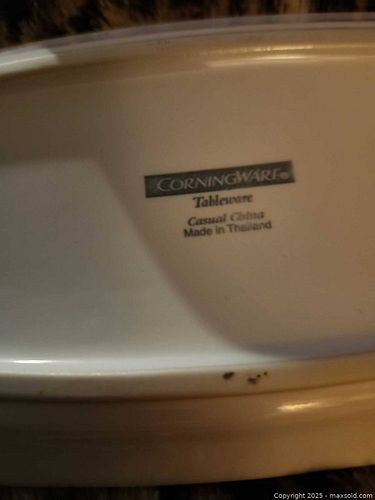 CORNINGWARE®
Tableware
Casual China
Made in Thailand
Copyright © 2025 - maxsold.com